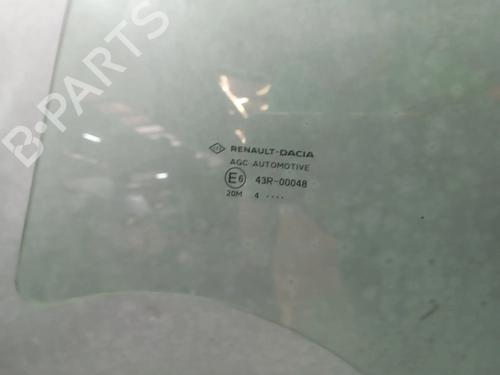 B-PARTS
RENAULT-DACIA
AGC AUTOMOTIVE
E6 43R-00048
20M 4 ....